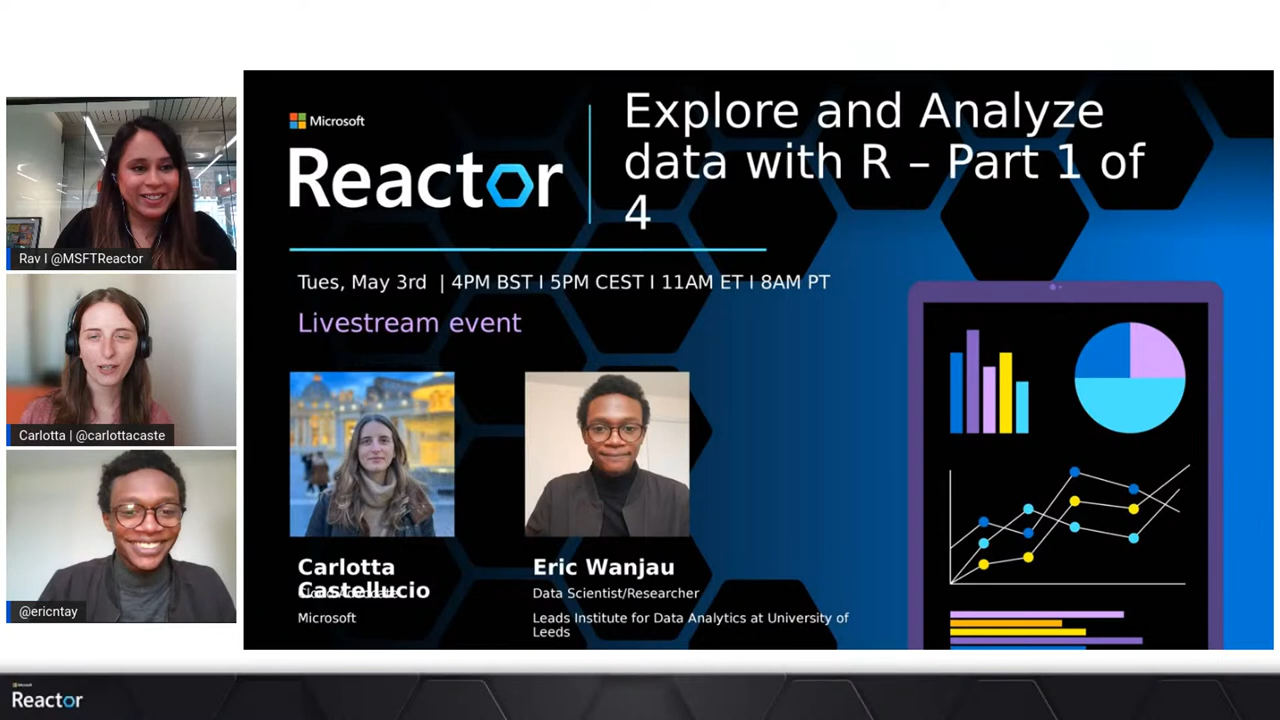 Microsoft
Reactor
Explore and Analyze
data with R – Part 1 of
4
Tues, May 3rd | 4PM BST I 5PM CEST I 11AM ET I 8AM PT
Livestream event
Rav I @MSFTReactor
Carlotta | @carlottacaste
@ericntay
Carlotta
Castellucio
Microsoft
Eric Wanjau
Data Scientist/Researcher
Leads Institute for Data Analytics at University of
Leeds
Microsoft
Reactor